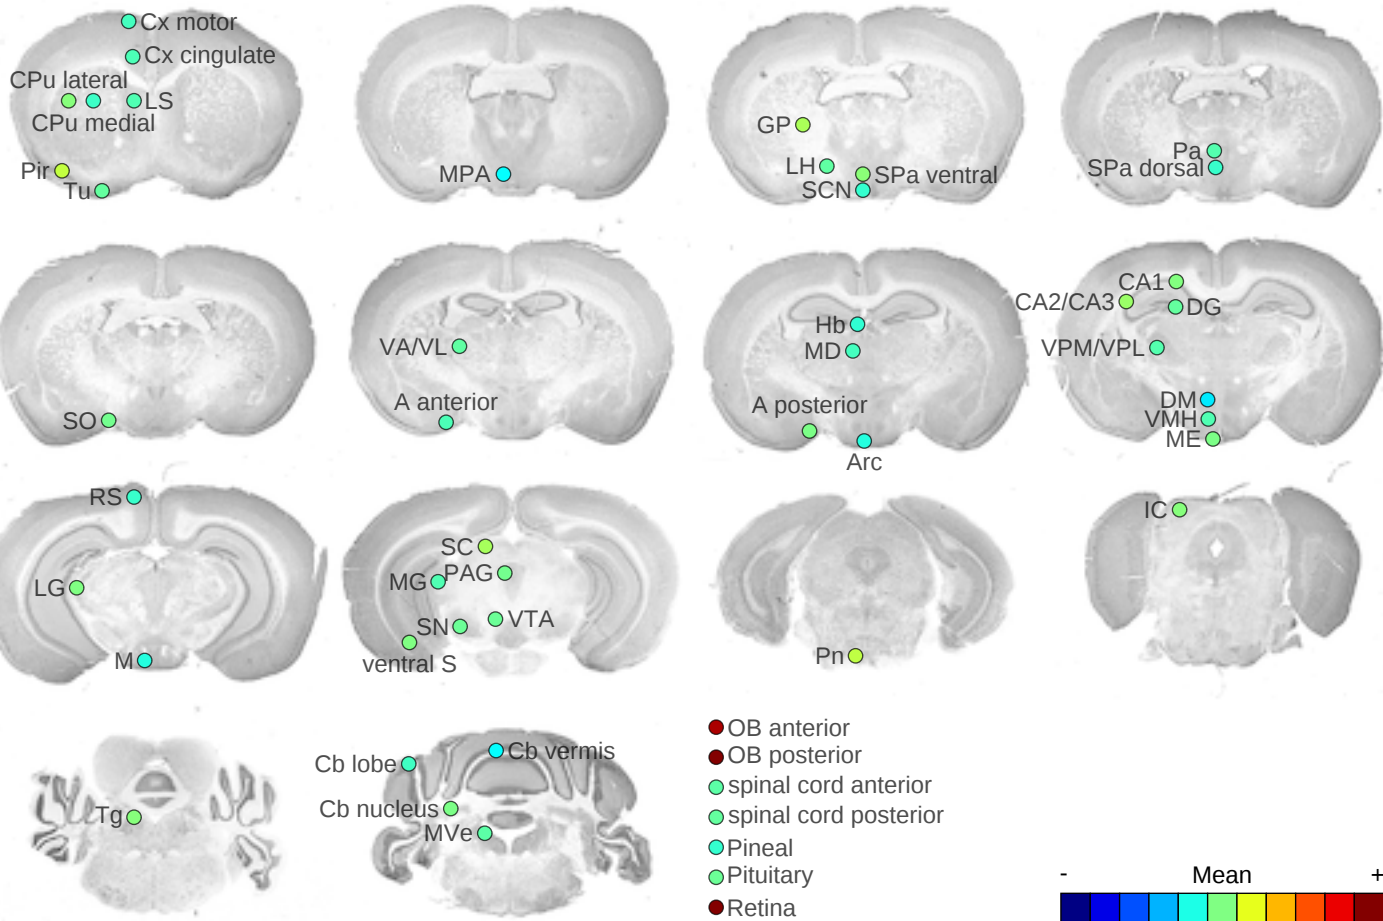 Cx motor
Cx cingulate
CPu lateral
LS
CPu medial
Pir
Tu
MPA
GP
LH
SPa ventral
SCN
Pa
SPa dorsal
SO
VA/VL
A anterior
Hb
MD
A posterior
Arc
CA1
CA2/CA3
DG
VPM/VPL
DM
VMH
ME
RS
LG
M
SC
MG
PAG
SN
VTA
ventral S
Pn
IC
Tg
Cb lobe
Cb vermis
Cb nucleus
MVe
OB anterior
OB posterior
spinal cord anterior
spinal cord posterior
Pineal
Pituitary
Retina
- Mean +